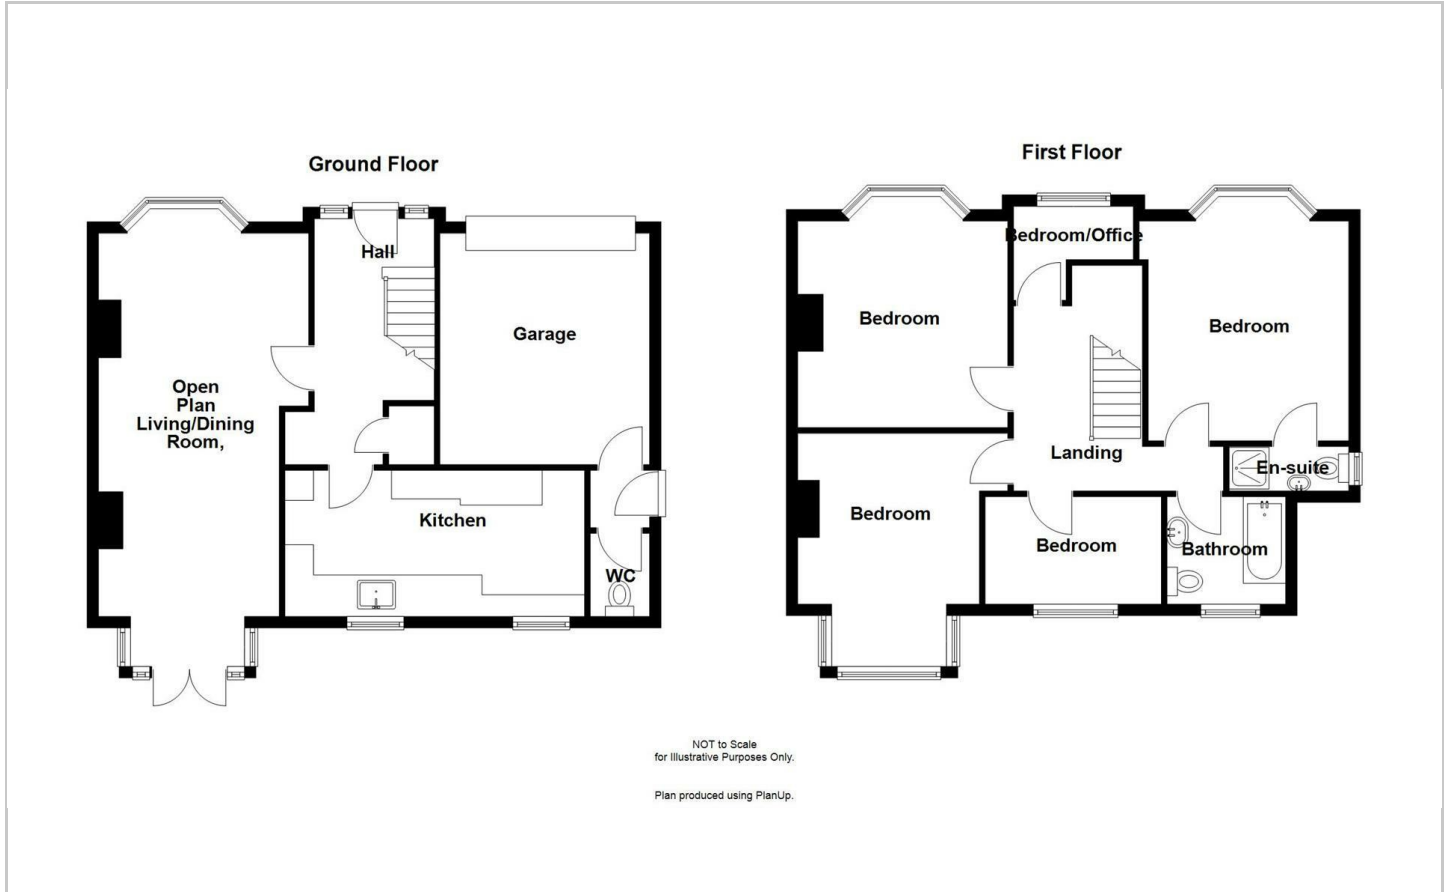 Ground Floor
Hall
Garage
Open
Plan
Living/Dining
Room,
Kitchen
WC
First Floor
Bedroom/Office
Bedroom
Bedroom
Landing
En-suite
Bedroom
Bedroom
Bathroom
NOT to Scale
for Illustrative Purposes Only.
Plan produced using PlanUp.